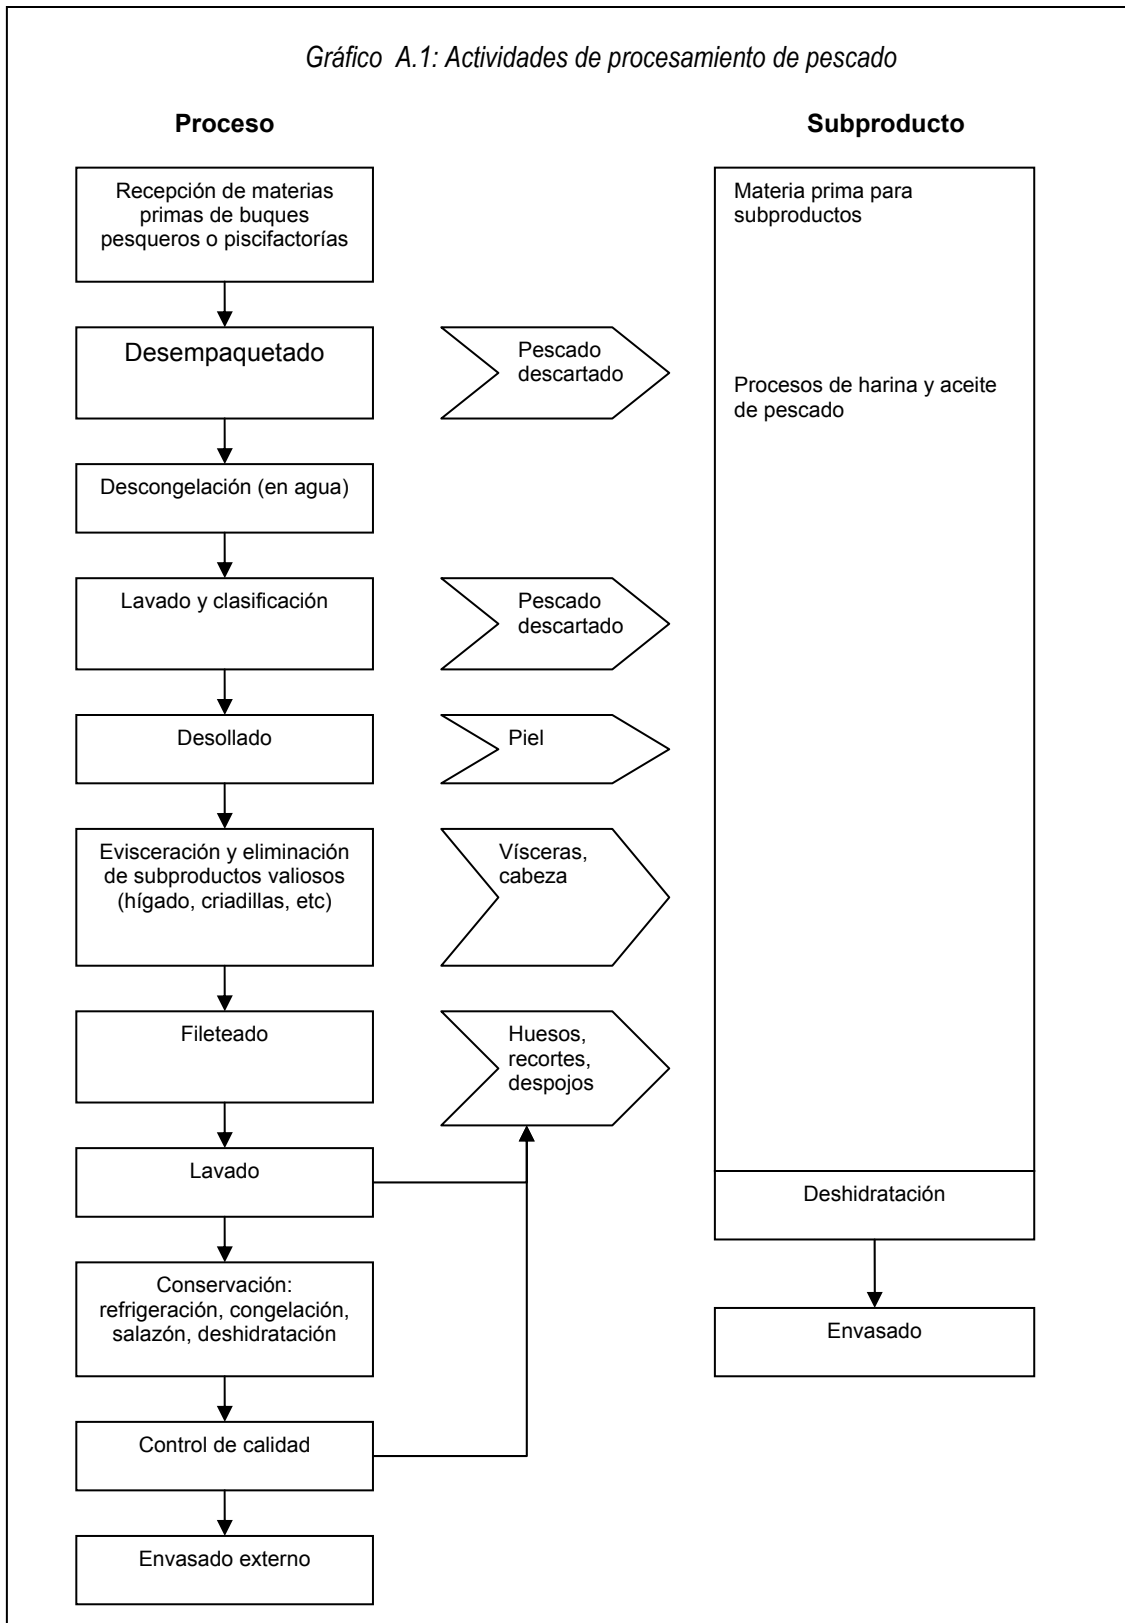 Gráfico A.1: Actividades de procesamiento de pescado
Proceso
Subproducto
Recepción de materias
primas de buques
pesqueros o piscifactorías
Materia prima para
subproductos
Desempaquetado
Pescado
descartado
Procesos de harina y aceite
de pescado
Descongelación (en agua)
Lavado y clasificación
Pescado
descartado
Desollado
Piel
Evisceración y eliminación
de subproductos valiosos
(hígado, criadillas, etc)
Vísceras,
cabeza
Fileteado
Huesos,
recortes,
despojos
Lavado
Deshidratación
Conservación:
refrigeración, congelación,
salazón, deshidratación
Envasado
Control de calidad
Envasado externo